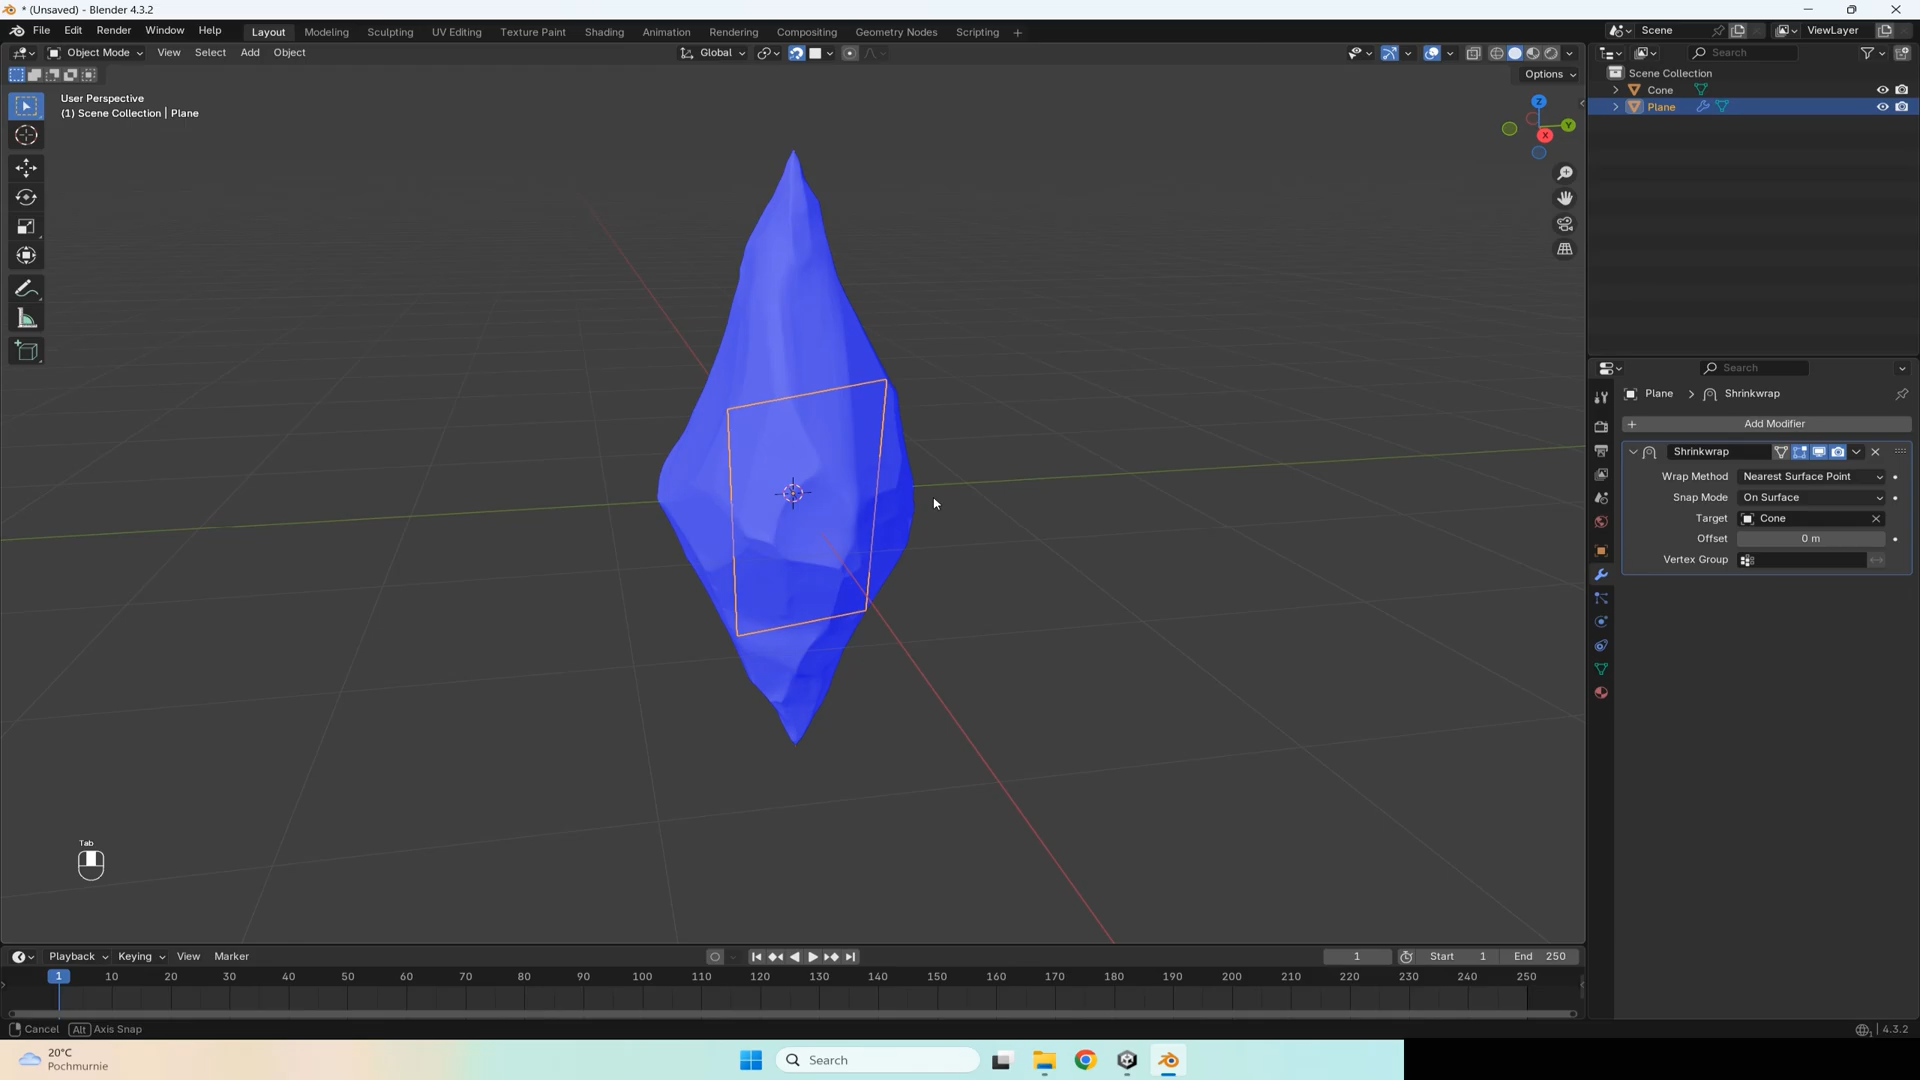 * (Unsaved) - Blender 4.3.2
File Edit Render Window Help Layout Modeling Sculpting UV Editing Texture Paint Shading Animation Rendering Compositing Geometry Nodes Scripting + Scene ViewLayer
Object Mode View Select Add Object Global Search
Options
User Perspective
(1) Scene Collection | Plane
Z
Y
X
Scene Collection
Cone
Plane
Search
Plane > Shrinkwrap
+ Add Modifier
Shrinkwrap
Wrap Method Nearest Surface Point
Snap Mode On Surface
Target Cone
Offset 0 m
Vertex Group
Tab
Playback Keying View Marker 1 Start 1 End 250
1 10 20 30 40 50 60 70 80 90 100 110 120 130 140 150 160 170 180 190 200 210 220 230 240 250
Cancel Alt Axis Snap 4.3.2
20°C
Pochmurnie
Search